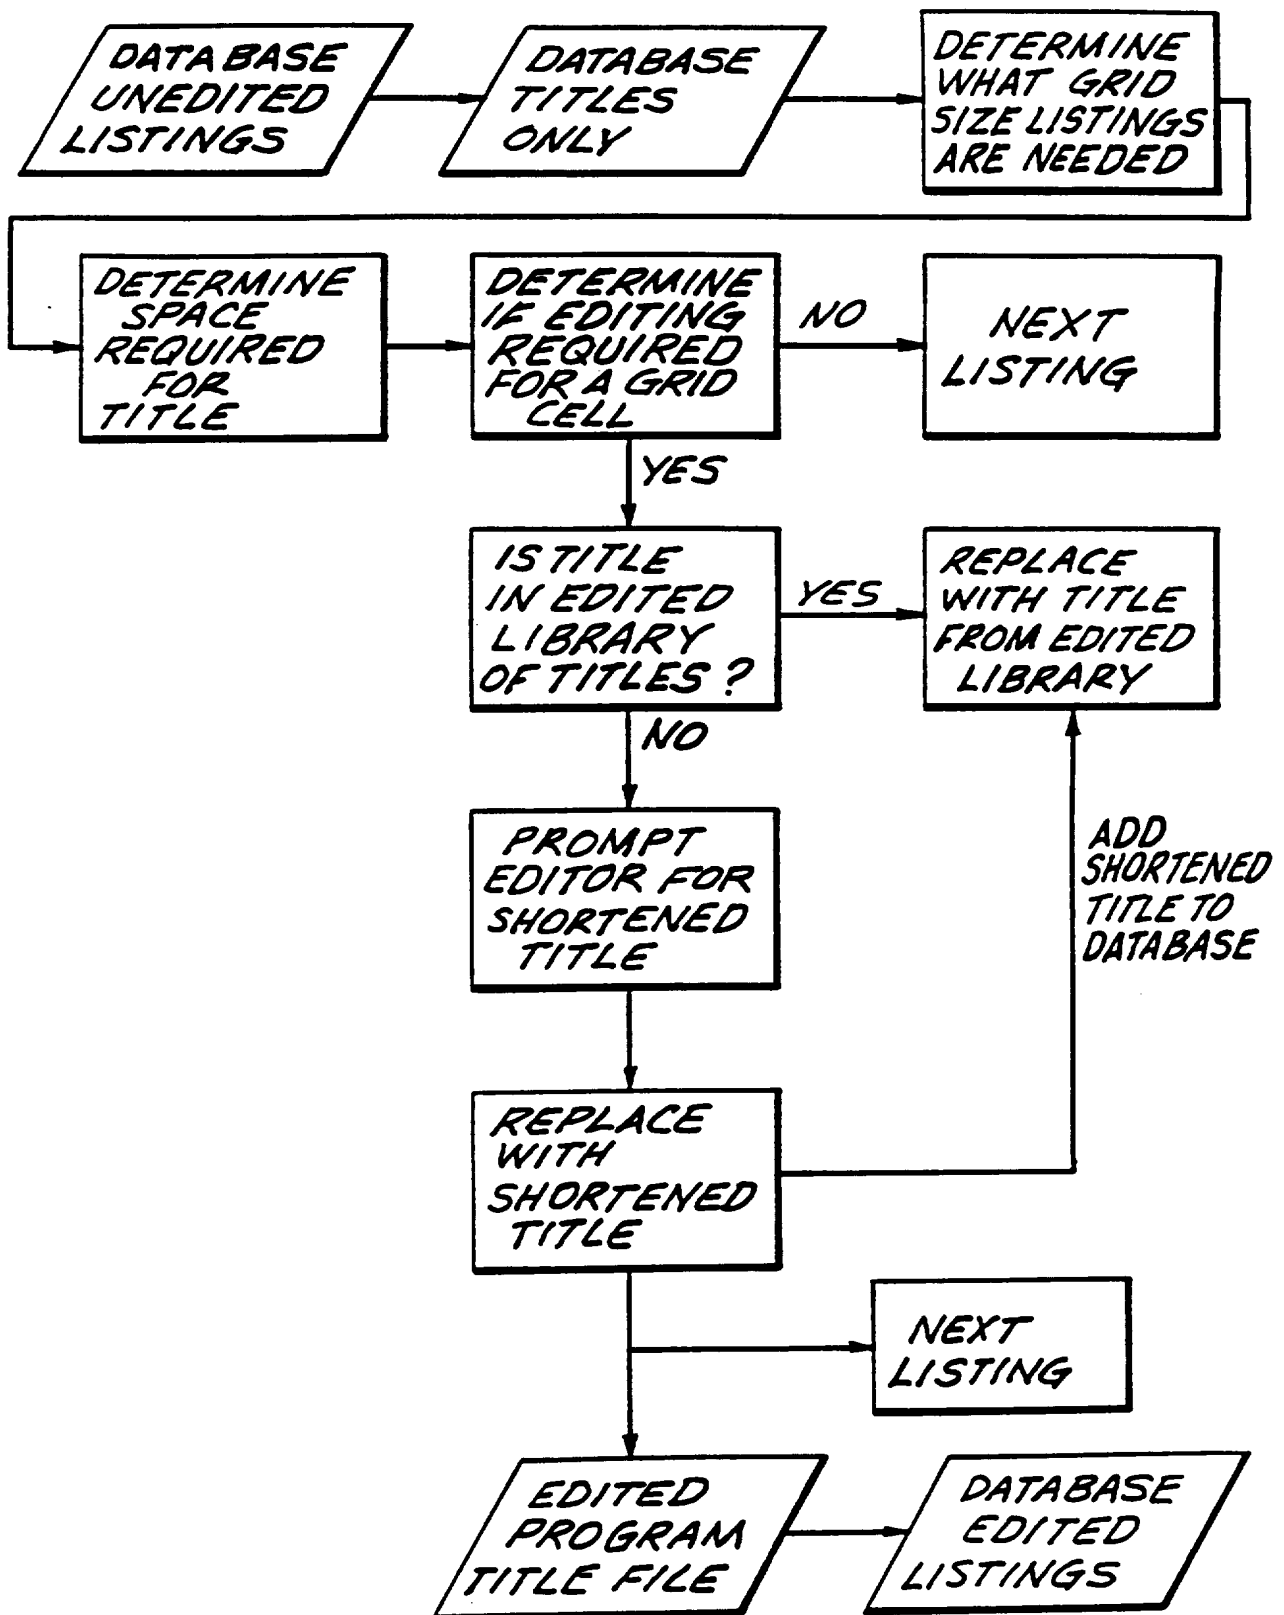 DATABASE
UNEDITED
LISTINGS
DATABASE
TITLES
ONLY
DETERMINE
WHAT GRID
SIZE LISTINGS
ARE NEEDED
DETERMINE
SPACE
REQUIRED
FOR
TITLE
DETERMINE
IF EDITING
REQUIRED
FOR A GRID
CELL
NO
NEXT
LISTING
YES
IS TITLE
IN EDITED
LIBRARY
OF TITLES ?
YES
REPLACE
WITH TITLE
FROM EDITED
LIBRARY
NO
PROMPT
EDITOR FOR
SHORTENED
TITLE
ADD
SHORTENED
TITLE TO
DATABASE
REPLACE
WITH
SHORTENED
TITLE
NEXT
LISTING
EDITED
PROGRAM
TITLE FILE
DATABASE
EDITED
LISTINGS